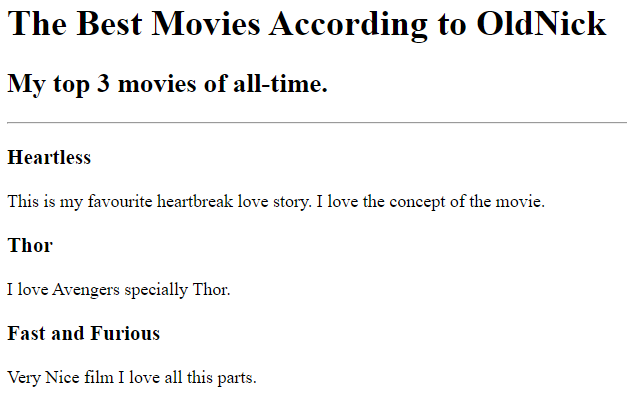 The Best Movies According to OldNick
My top 3 movies of all-time.
Heartless
This is my favourite heartbreak love story. I love the concept of the movie.
Thor
I love Avengers specially Thor.
Fast and Furious
Very Nice film I love all this parts.